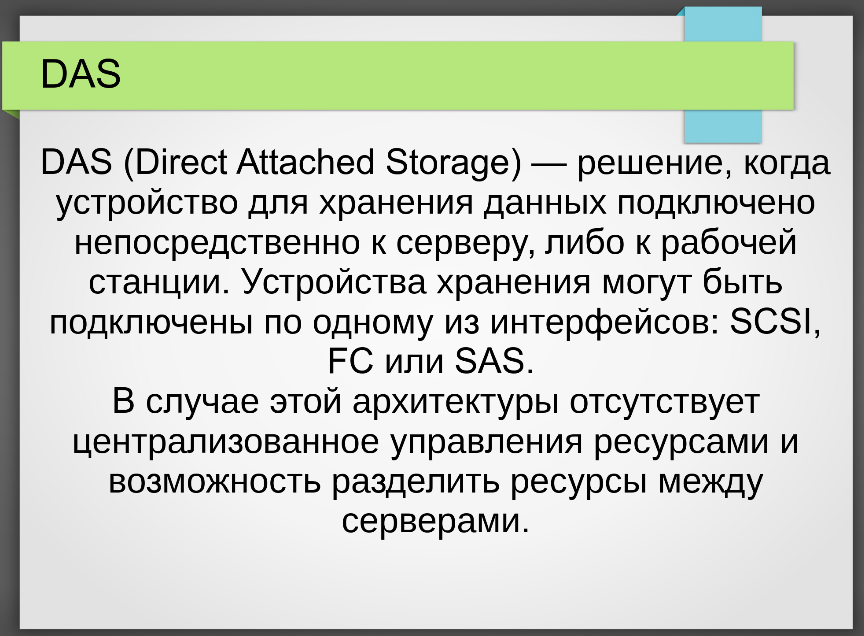 DAS
DAS (Direct Attached Storage) — решение, когда
устройство для хранения данных подключено
непосредственно к серверу, либо к рабочей
станции. Устройства хранения могут быть
подключены по одному из интерфейсов: SCSI,
FC или SAS.
В случае этой архитектуры отсутствует
централизованное управления ресурсами и
возможность разделить ресурсы между
серверами.